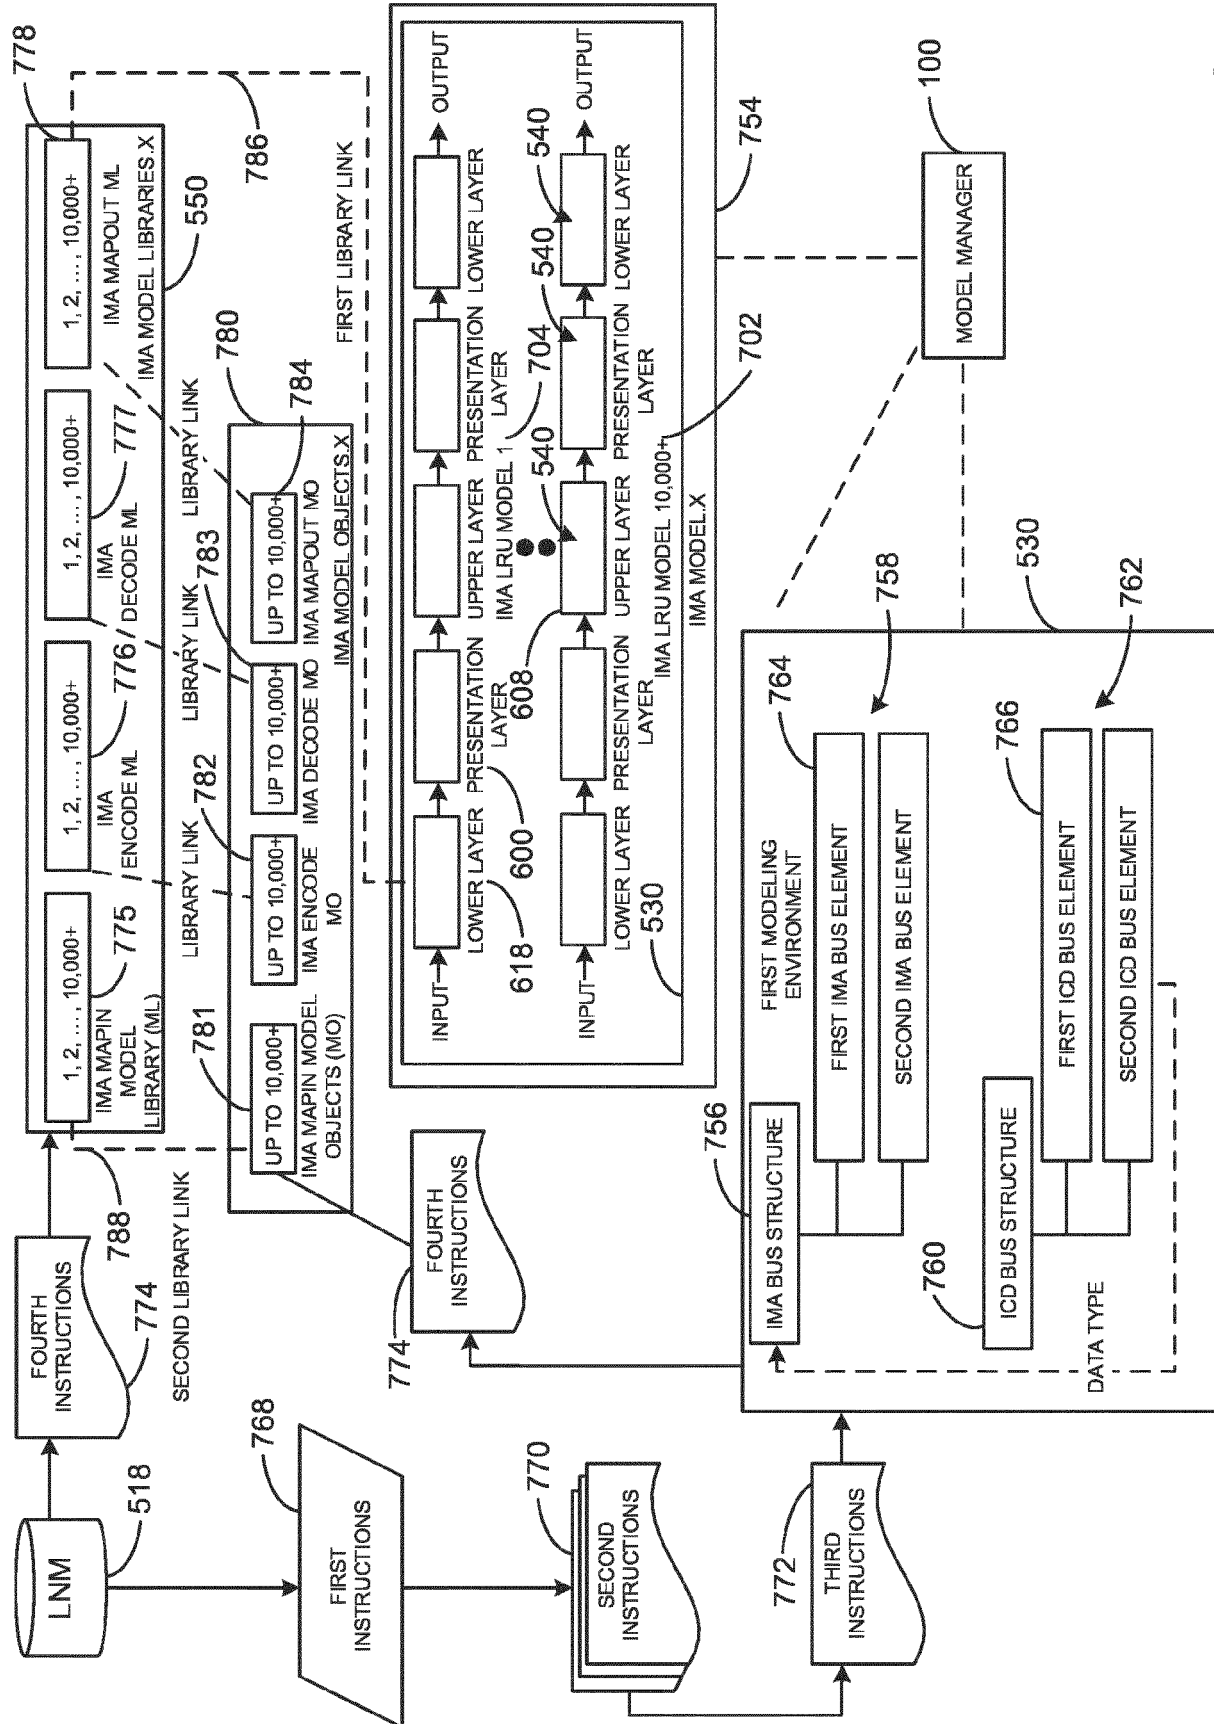 LNM
518
FOURTH
INSTRUCTIONS
774
1, 2, ..., 10,000+
775
IMA MAPIN
MODEL
LIBRARY (ML)
1, 2, ..., 10,000+
776
IMA
ENCODE ML
1, 2, ..., 10,000+
777
IMA
DECODE ML
1, 2, ..., 10,000+
778
IMA MAPOUT ML
IMA MODEL LIBRARIES.X
550
788
SECOND LIBRARY LINK
LIBRARY LINK
LIBRARY LINK
LIBRARY LINK
786
FIRST LIBRARY LINK
UP TO 10,000+
781
IMA MAPIN MODEL
OBJECTS (MO)
UP TO 10,000+
782
IMA ENCODE
MO
UP TO 10,000+
783
IMA DECODE MO
UP TO 10,000+
784
IMA MAPOUT MO
IMA MODEL OBJECTS.X
780
FIRST
INSTRUCTIONS
768
FOURTH
INSTRUCTIONS
774
INPUT
OUTPUT
LOWER LAYER
PRESENTATION
LAYER
UPPER LAYER
PRESENTATION
LAYER
LOWER LAYER
618
600
IMA LRU MODEL 1
704
INPUT
OUTPUT
608
540
540
540
LOWER LAYER
PRESENTATION
LAYER
UPPER LAYER
PRESENTATION
LAYER
LOWER LAYER
530
IMA LRU MODEL 10,000+
702
IMA MODEL.X
754
SECOND
INSTRUCTIONS
770
THIRD
INSTRUCTIONS
772
IMA BUS STRUCTURE
756
FIRST MODELING
ENVIRONMENT
FIRST IMA BUS ELEMENT
764
SECOND IMA BUS ELEMENT
758
ICD BUS STRUCTURE
760
FIRST ICD BUS ELEMENT
766
SECOND ICD BUS ELEMENT
762
DATA TYPE
530
MODEL MANAGER
100